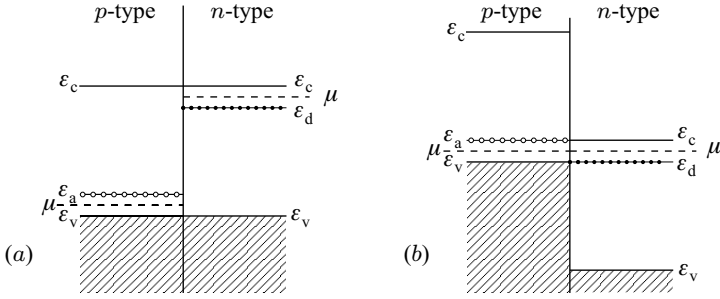 p-type n-type
ε_c ε_c
μ
ε_d
ε_a
μ
ε_v ε_v
(a)
p-type n-type
ε_c
ε_a ε_c
μ μ
ε_v ε_d
ε_v
(b)